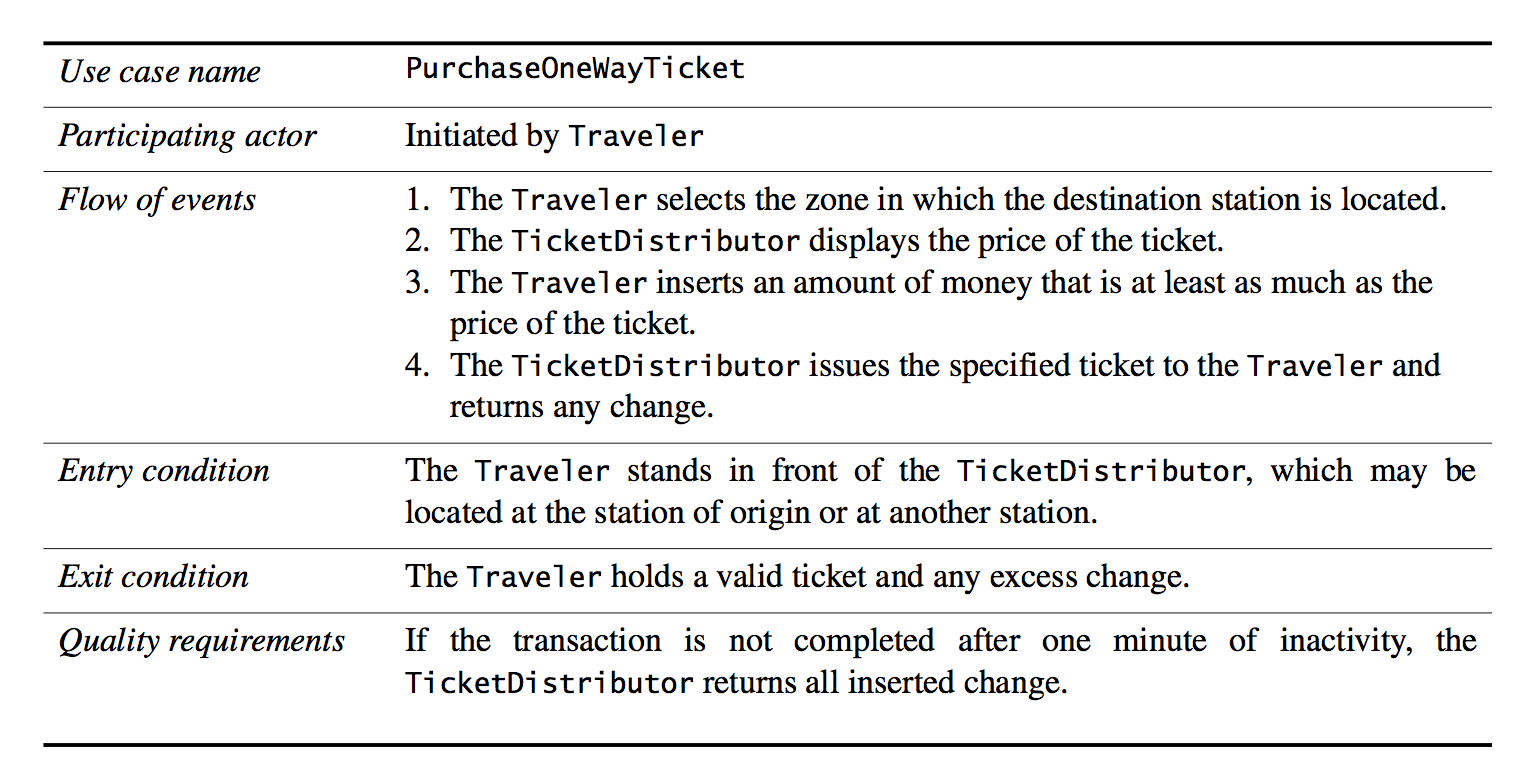 Use case name PurchaseOneWayTicket
Participating actor Initiated by Traveler
Flow of events 1. The Traveler selects the zone in which the destination station is located.
2. The TicketDistributor displays the price of the ticket.
3. The Traveler inserts an amount of money that is at least as much as the
price of the ticket.
4. The TicketDistributor issues the specified ticket to the Traveler and
returns any change.
Entry condition The Traveler stands in front of the TicketDistributor, which may be
located at the station of origin or at another station.
Exit condition The Traveler holds a valid ticket and any excess change.
Quality requirements If the transaction is not completed after one minute of inactivity, the
TicketDistributor returns all inserted change.